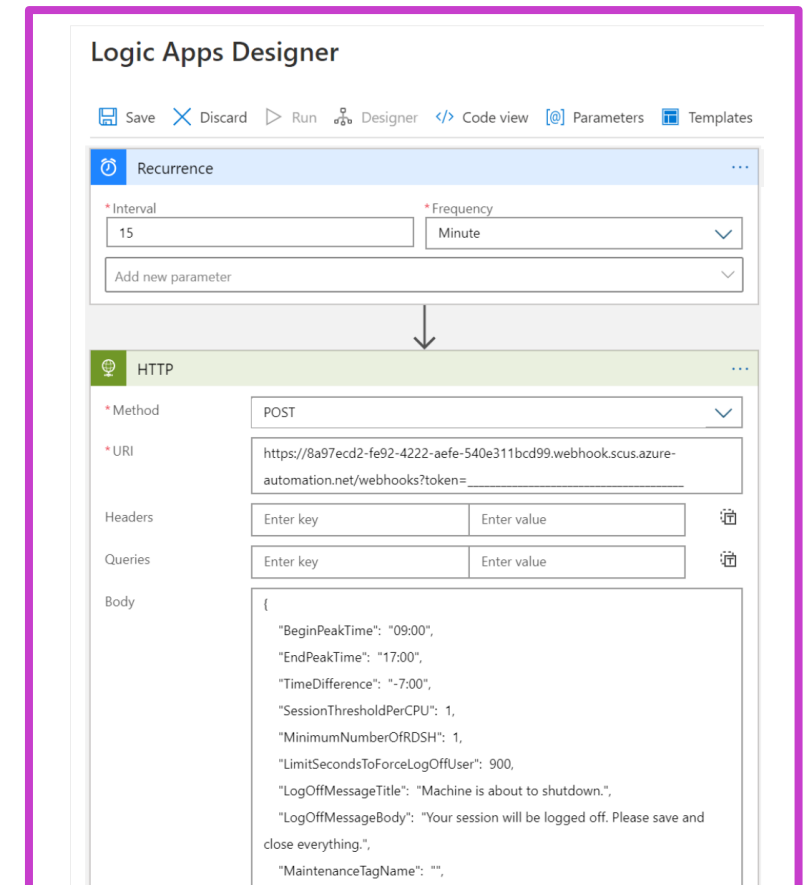 Logic Apps Designer
Save Discard Run Designer </> Code view [@] Parameters Templates
Recurrence ...
* Interval * Frequency
15 Minute
Add new parameter
HTTP ...
* Method POST
* URI https://8a97ecd2-fe92-4222-aefe-540e311bcd99.webhook.scus.azure-
automation.net/webhooks?token=____________________________________
Headers Enter key Enter value
Queries Enter key Enter value
Body {
"BeginPeakTime": "09:00",
"EndPeakTime": "17:00",
"TimeDifference": "-7:00",
"SessionThresholdPerCPU": 1,
"MinimumNumberOfRDSH": 1,
"LimitSecondsToForceLogOffUser": 900,
"LogOffMessageTitle": "Machine is about to shutdown.",
"LogOffMessageBody": "Your session will be logged off. Please save and
close everything.",
"MaintenanceTagName": "",